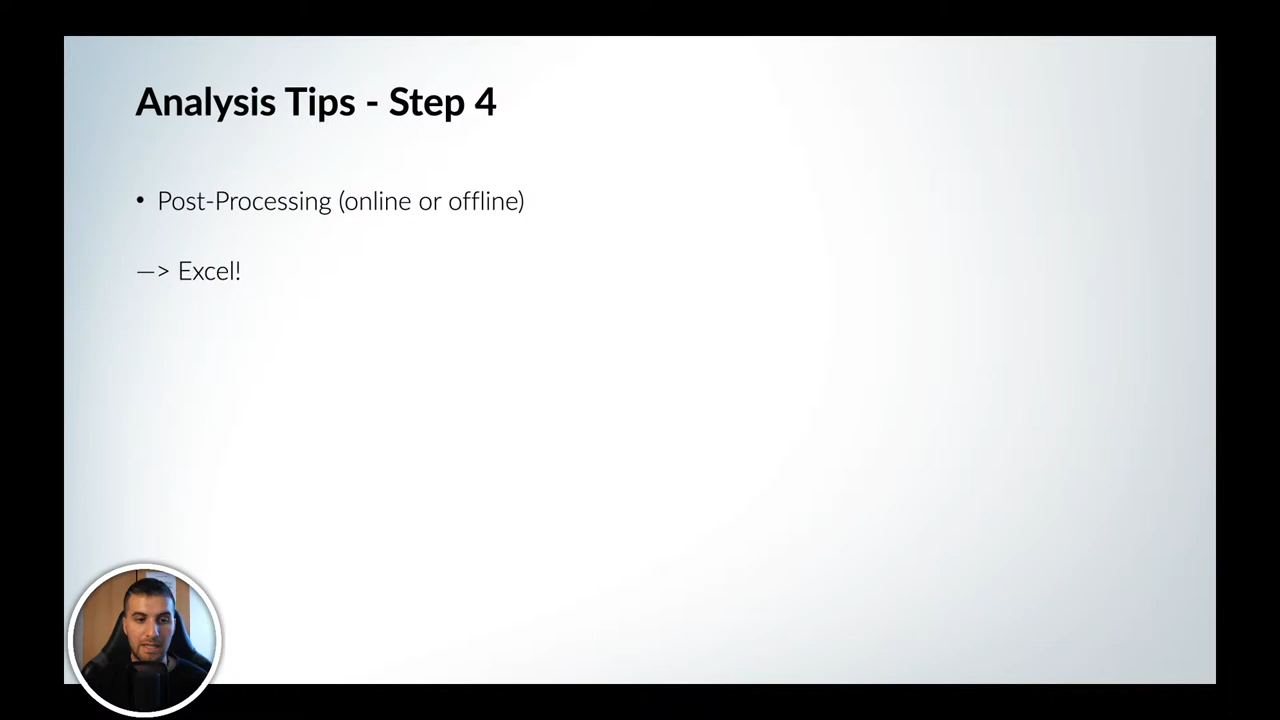 Analysis Tips - Step 4
• Post-Processing (online or offline)
—> Excel!